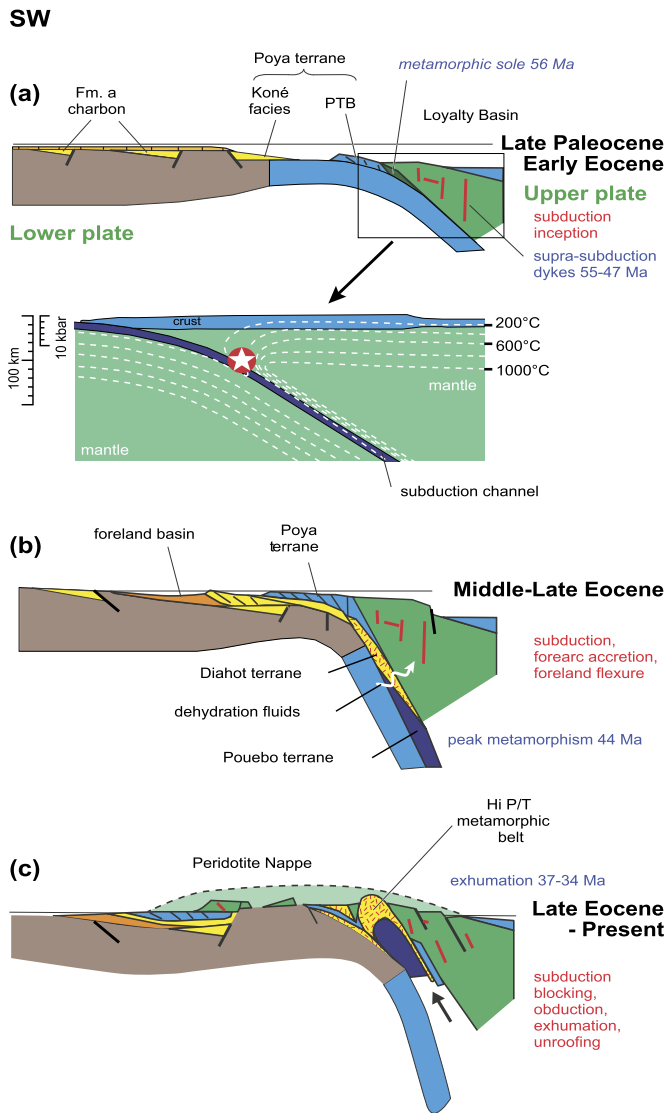 SW
(a)
Poya terrane
metamorphic sole 56 Ma
Fm. a
charbon
Koné
facies
PTB
Loyalty Basin
Late Paleocene
Early Eocene
Lower plate
Upper plate
subduction
inception
supra-subduction
dykes 55-47 Ma
100 km
10 kbar
crust
200°C
600°C
1000°C
mantle
mantle
subduction channel
(b)
foreland basin
Poya
terrane
Middle-Late Eocene
subduction,
forearc accretion,
foreland flexure
Diahot terrane
dehydration fluids
Pouebo terrane
peak metamorphism 44 Ma
(c)
Hi P/T
metamorphic
belt
Peridotite Nappe
exhumation 37-34 Ma
Late Eocene
- Present
subduction
blocking,
obduction,
exhumation,
unroofing